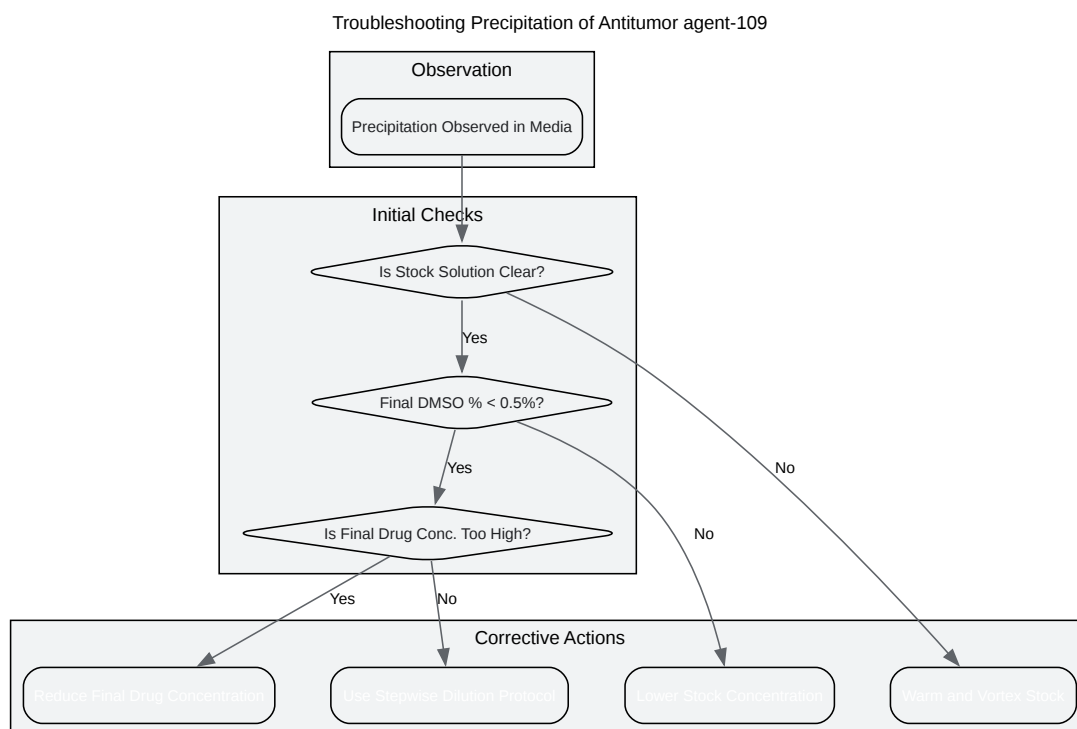 Troubleshooting Precipitation of Antitumor agent-109
Observation
Precipitation Observed in Media
Initial Checks
Is Stock Solution Clear?
Yes
Final DMSO % < 0.5%?
No
Yes
Is Final Drug Conc. Too High?
No
Yes
No
Corrective Actions
Reduce Final Drug Concentration
Use Stepwise Dilution Protocol
Lower Stock Concentration
Warm and Vortex Stock